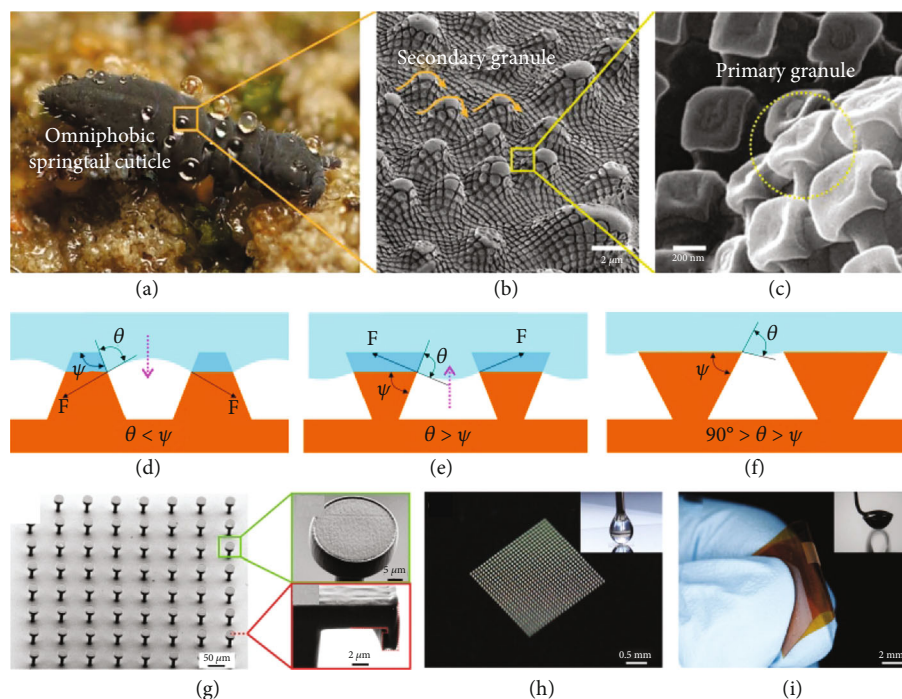 Omniphobic
springtail cuticle
Secondary granule
2 μm
Primary granule
200 nm
(a)
(b)
(c)
θ
ψ
F
F
θ < ψ
F
F
θ
ψ
θ > ψ
θ
ψ
90° > θ > ψ
(d)
(e)
(f)
50 μm
5 μm
2 μm
0.5 mm
2 mm
(g)
(h)
(i)